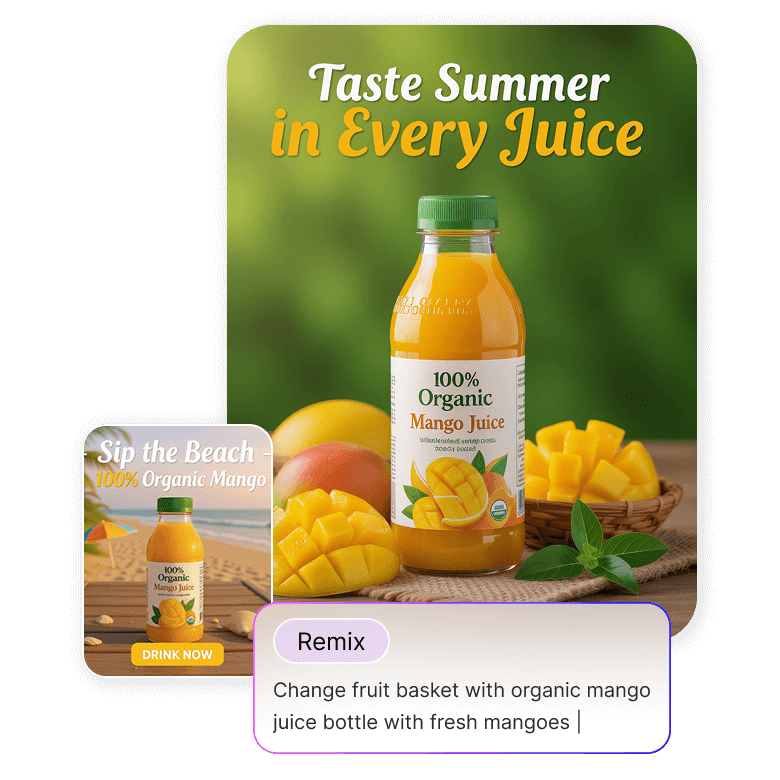 Taste Summer
in Every Juice
100%
Organic
Mango Juice
USDA
Sip the Beach
100% Organic Mango
100%
Organic
Mango Juice
DRINK NOW
Remix
Change fruit basket with organic mango
juice bottle with fresh mangoes |